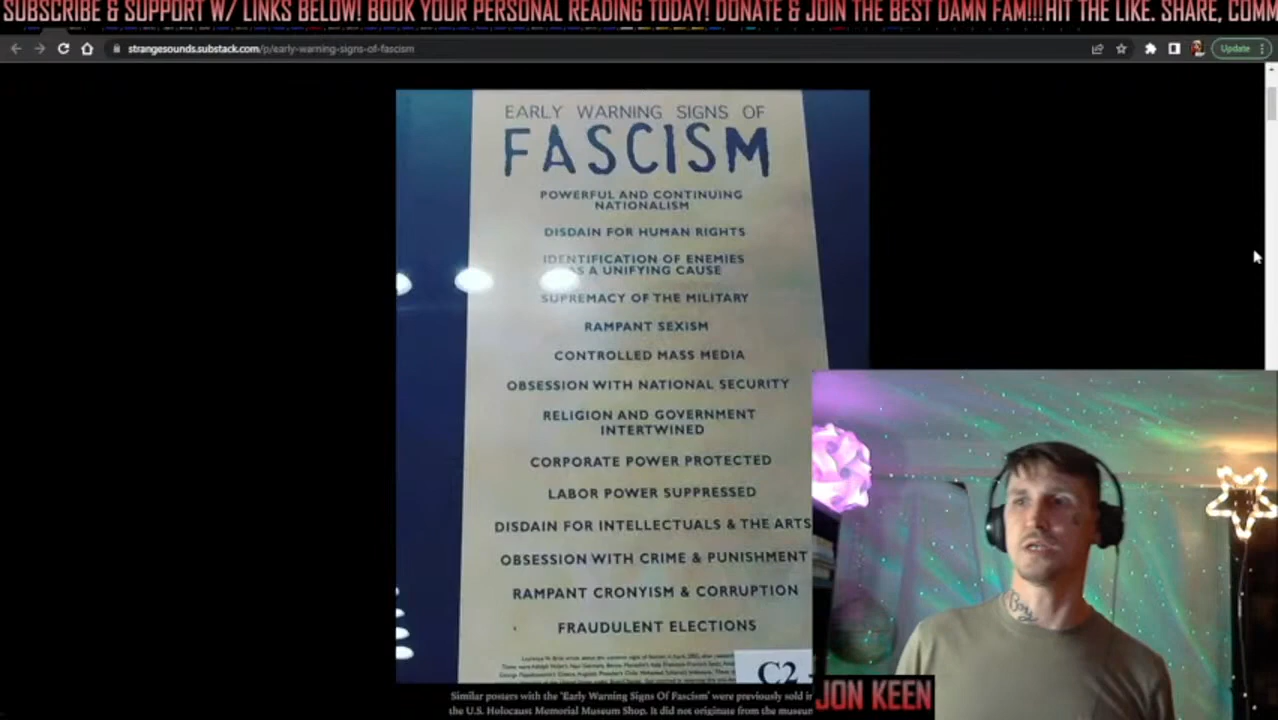 SUBSCRIBE & SUPPORT W/ LINKS BELOW! BOOK YOUR PERSONAL READING TODAY! DONATE & JOIN THE BEST DAMN FAM!!!HIT THE LIKE. SHARE, COMM
strangesounds.substack.com/p/early-warning-signs-of-fascism
Update
EARLY WARNING SIGNS OF
FASCISM
POWERFUL AND CONTINUING
NATIONALISM
DISDAIN FOR HUMAN RIGHTS
IDENTIFICATION OF ENEMIES
AS A UNIFYING CAUSE
SUPREMACY OF THE MILITARY
RAMPANT SEXISM
CONTROLLED MASS MEDIA
OBSESSION WITH NATIONAL SECURITY
RELIGION AND GOVERNMENT
INTERTWINED
CORPORATE POWER PROTECTED
LABOR POWER SUPPRESSED
DISDAIN FOR INTELLECTUALS & THE ARTS
OBSESSION WITH CRIME & PUNISHMENT
RAMPANT CRONYISM & CORRUPTION
FRAUDULENT ELECTIONS
C2
Similar posters with the 'Early Warning Signs Of Fascism' were previously sold in
the U.S. Holocaust Memorial Museum Shop. It did not originate from the museum
JON KEEN